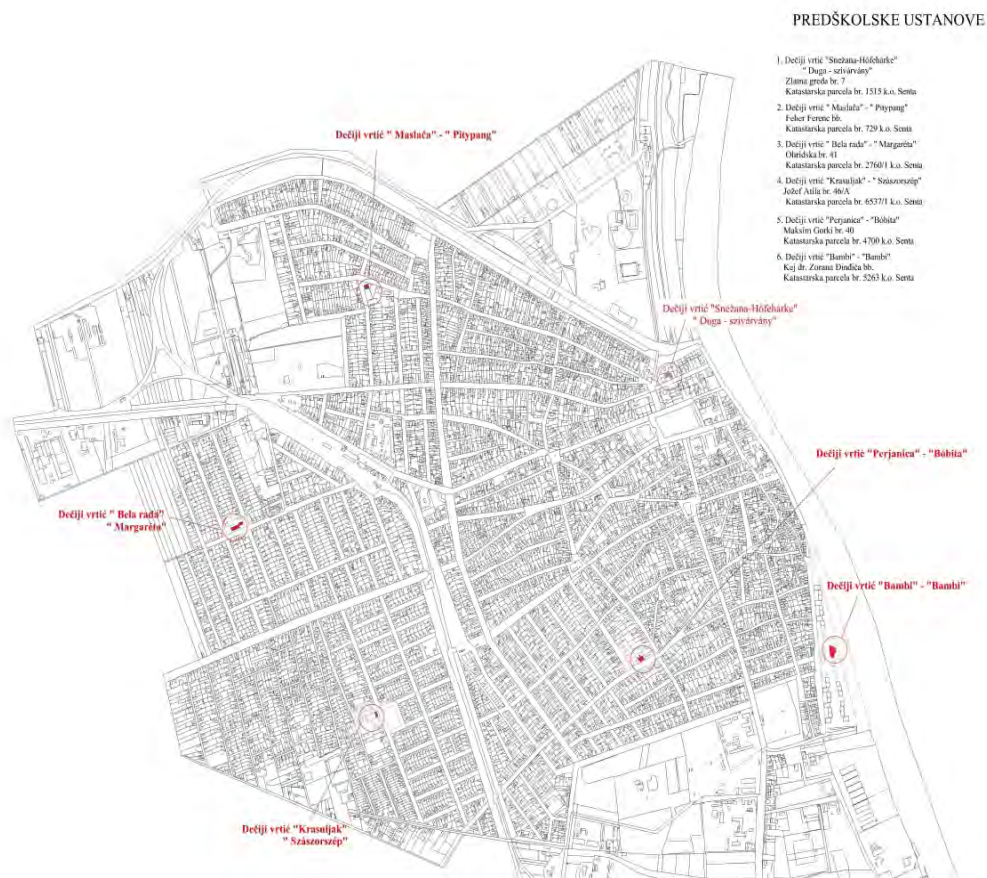 PREDŠKOLSKE USTANOVE
1. Dečiji vrtić "Snežana-Hófehérke"
" Duga - szivárvány"
Zlatna greda br. 7
Katastarska parcela br. 1515 k.o. Senta
2. Dečiji vrtić " Maslača" - " Pitypang"
Feher Ferenc bb.
Katastarska parcela br. 729 k.o. Senta
3. Dečiji vrtić " Bela rada" - " Margaréta"
Ohridska br. 41
Katastarska parcela br. 2760/1 k.o. Senta
4. Dečiji vrtić "Krasuljak" - " Szászorszép"
Jožef Atila br. 46/A
Katastarska parcela br. 6537/1 k.o. Senta
5. Dečiji vrtić "Perjanica" - "Bóbita"
Maksim Gorki br. 40
Katastarska parcela br. 4700 k.o. Senta
6. Dečiji vrtić "Bambi" - "Bambi"
Kej dr. Zorana Đinđića bb.
Katastarska parcela br. 5263 k.o. Senta
Dečiji vrtić " Maslača" - " Pitypang"
Dečiji vrtić "Snežana-Hófehérke"
" Duga - szivárvány"
Dečiji vrtić "Perjanica" - "Bóbita"
Dečiji vrtić " Bela rada"
" Margaréta"
Dečiji vrtić "Bambi" - "Bambi"
Dečiji vrtić "Krasuljak"
" Szászorszép"